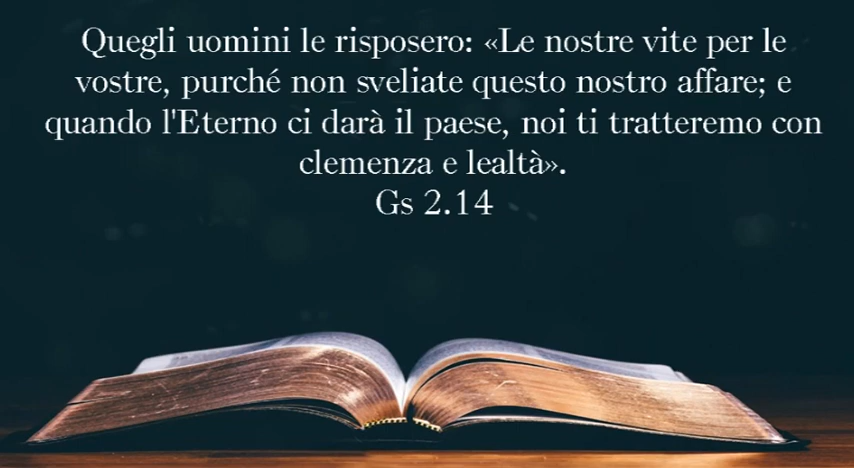 Quegli uomini le risposero: «Le nostre vite per le
vostre, purché non sveliate questo nostro affare; e
quando l'Eterno ci darà il paese, noi ti tratteremo con
clemenza e lealtà».
Gs 2.14